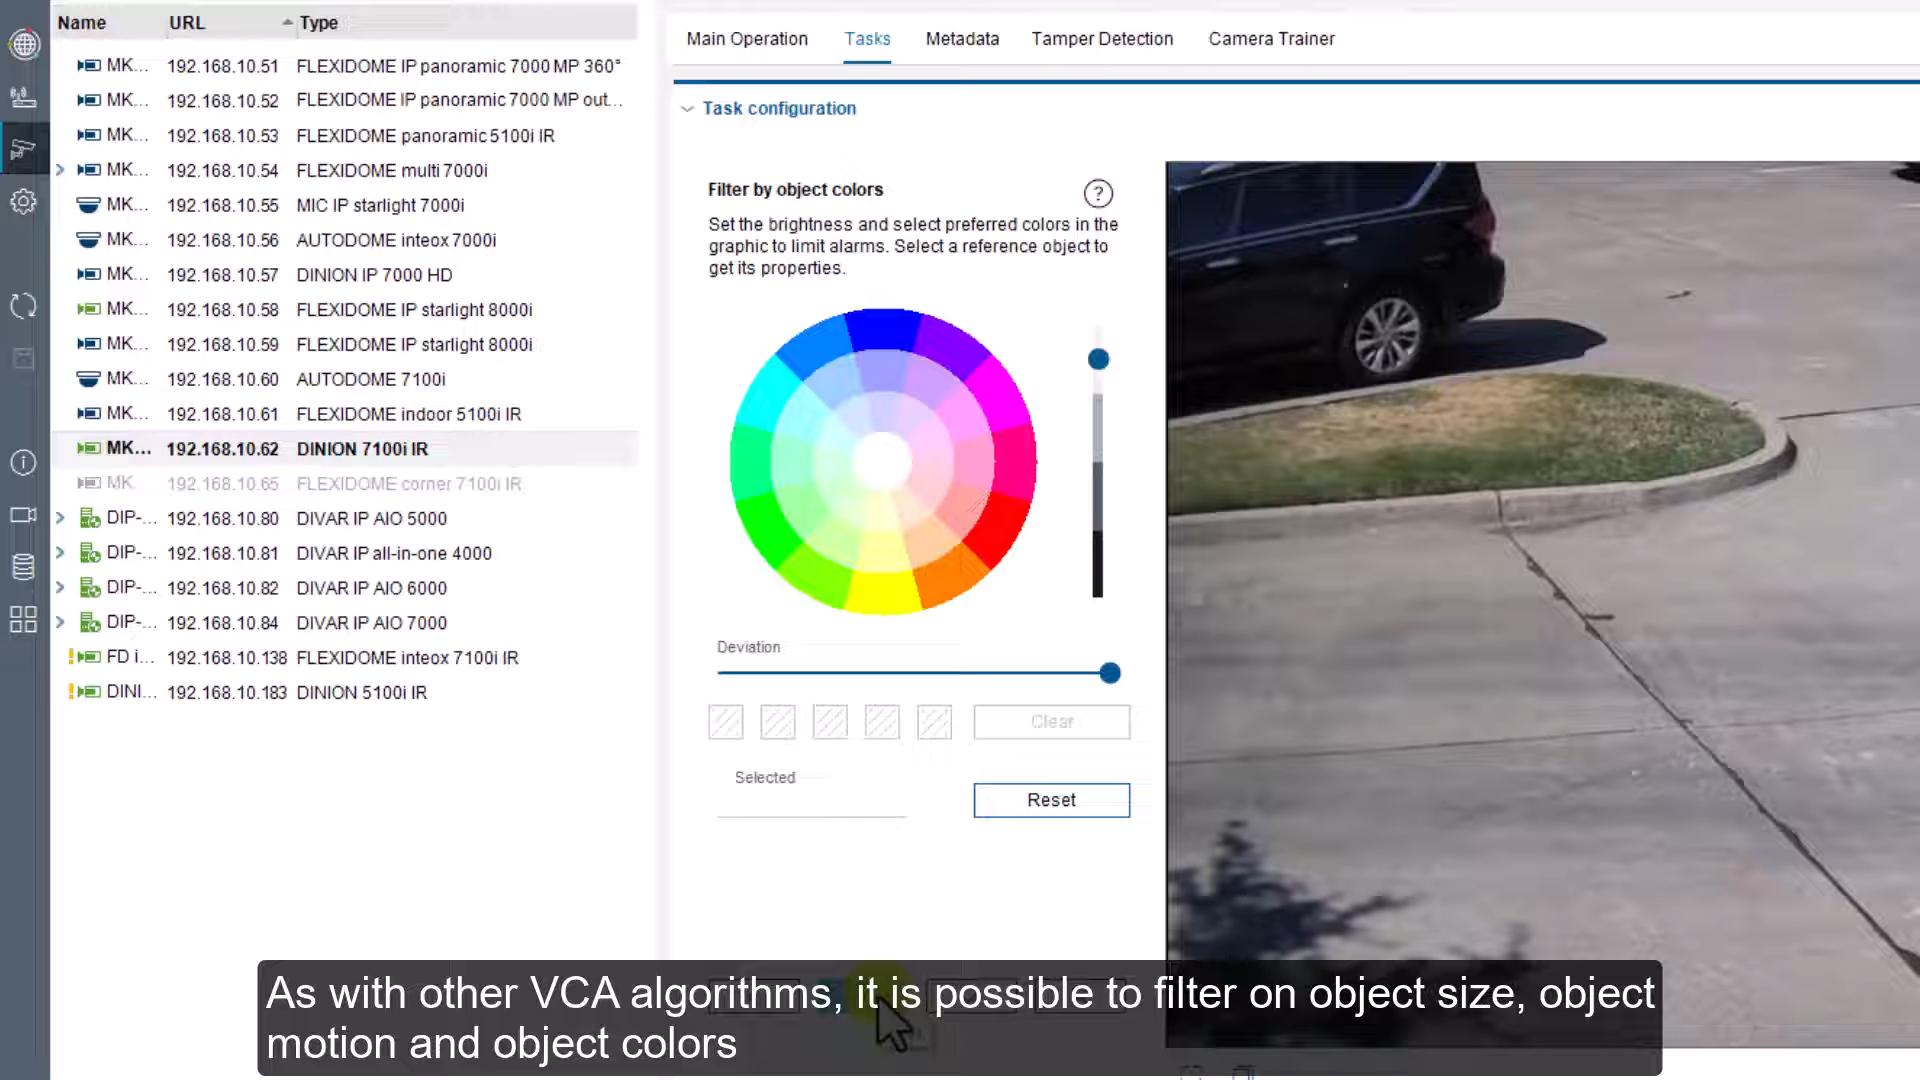 Name URL Type
MK... 192.168.10.51 FLEXIDOME IP panoramic 7000 MP 360°
MK... 192.168.10.52 FLEXIDOME IP panoramic 7000 MP out...
MK... 192.168.10.53 FLEXIDOME panoramic 5100i IR
MK... 192.168.10.54 FLEXIDOME multi 7000i
MK... 192.168.10.55 MIC IP starlight 7000i
MK... 192.168.10.56 AUTODOME inteox 7000i
MK... 192.168.10.57 DINION IP 7000 HD
MK... 192.168.10.58 FLEXIDOME IP starlight 8000i
MK... 192.168.10.59 FLEXIDOME IP starlight 8000i
MK... 192.168.10.60 AUTODOME 7100i
MK... 192.168.10.61 FLEXIDOME indoor 5100i IR
MK... 192.168.10.62 DINION 7100i IR
MK. 192.168.10.65 FLEXIDOME corner 7100i IR
DIP-... 192.168.10.80 DIVAR IP AIO 5000
DIP-... 192.168.10.81 DIVAR IP all-in-one 4000
DIP-... 192.168.10.82 DIVAR IP AIO 6000
DIP-... 192.168.10.84 DIVAR IP AIO 7000
FD i... 192.168.10.138 FLEXIDOME inteox 7100i IR
DINI... 192.168.10.183 DINION 5100i IR
Main Operation Tasks Metadata Tamper Detection Camera Trainer
Task configuration
Filter by object colors
?
Set the brightness and select preferred colors in the
graphic to limit alarms. Select a reference object to
get its properties.
Deviation
Clear
Selected
Reset
As with other VCA algorithms, it is possible to filter on object size, object
motion and object colors